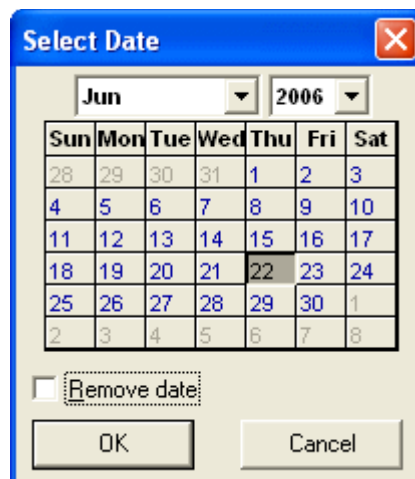 Select Date
Jun 2006
Sun Mon Tue Wed Thu Fri Sat
28 29 30 31 1 2 3
4 5 6 7 8 9 10
11 12 13 14 15 16 17
18 19 20 21 22 23 24
25 26 27 28 29 30 1
2 3 4 5 6 7 8
Remove date
OK Cancel